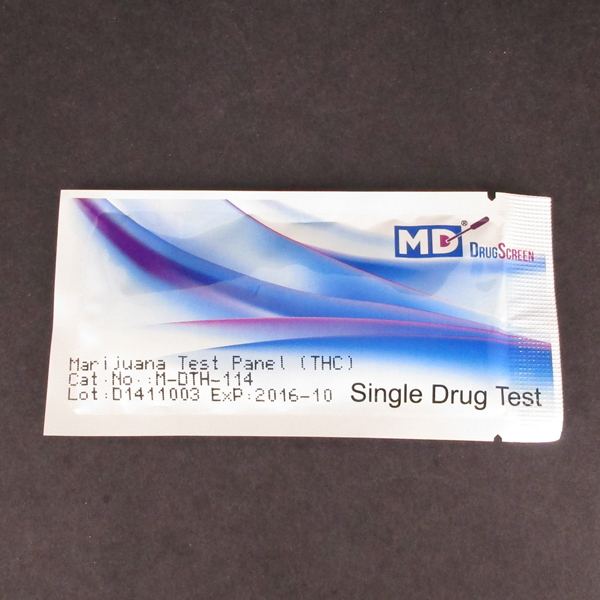 MD®
DRUGSCREEN
Marijuana Test Panel (THC)
Cat.No.:M-DTH-114
Lot:D1411003 ExP:2016-10
Single Drug Test